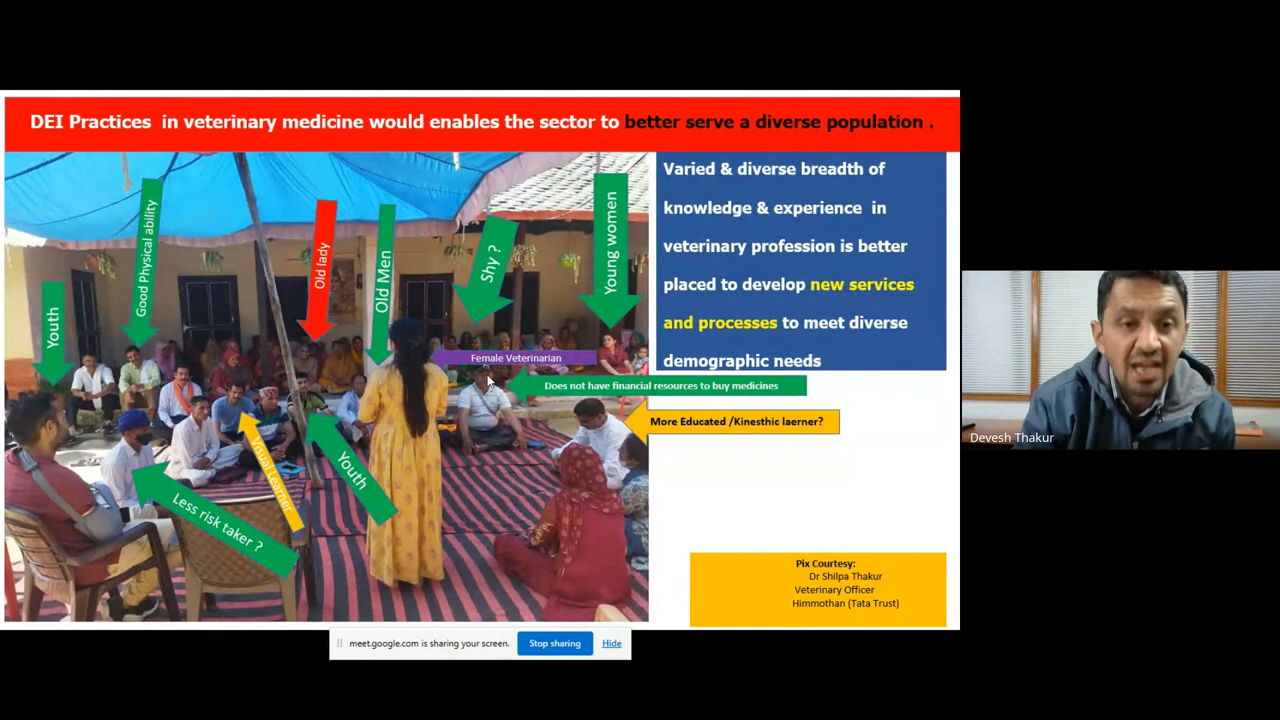 DEI Practices in veterinary medicine would enables the sector to better serve a diverse population .
Varied & diverse breadth of
knowledge & experience in
veterinary profession is better
placed to develop new services
and processes to meet diverse
demographic needs
Youth
Good Physical ability
Old lady
Old Men
Shy ?
Young women
Female Veterinarian
Does not have financial resources to buy medicines
More Educated /Kinesthic laerner?
Visual Learner
Youth
Less risk taker ?
Devesh Thakur
Pix Courtesy:
Dr Shilpa Thakur
Veterinary Officer
Himmothan (Tata Trust)
meet.google.com is sharing your screen.
Stop sharing
Hide